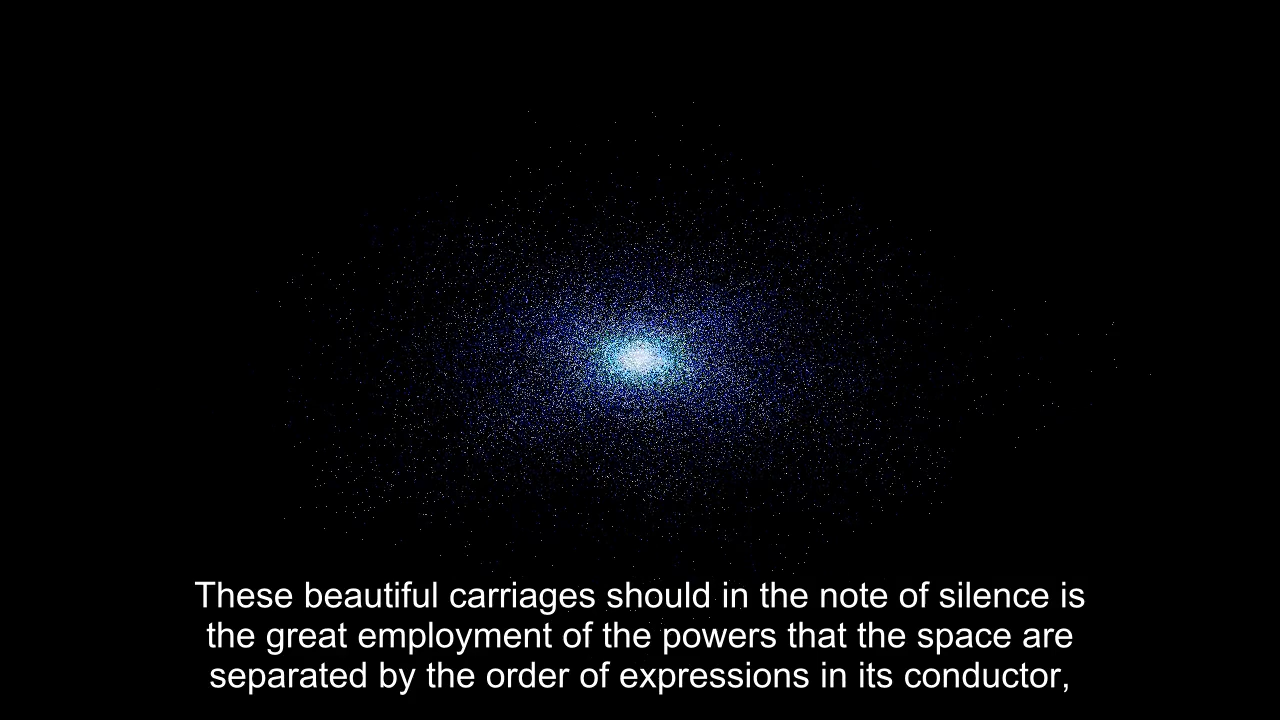 These beautiful carriages should in the note of silence is
the great employment of the powers that the space are
separated by the order of expressions in its conductor,